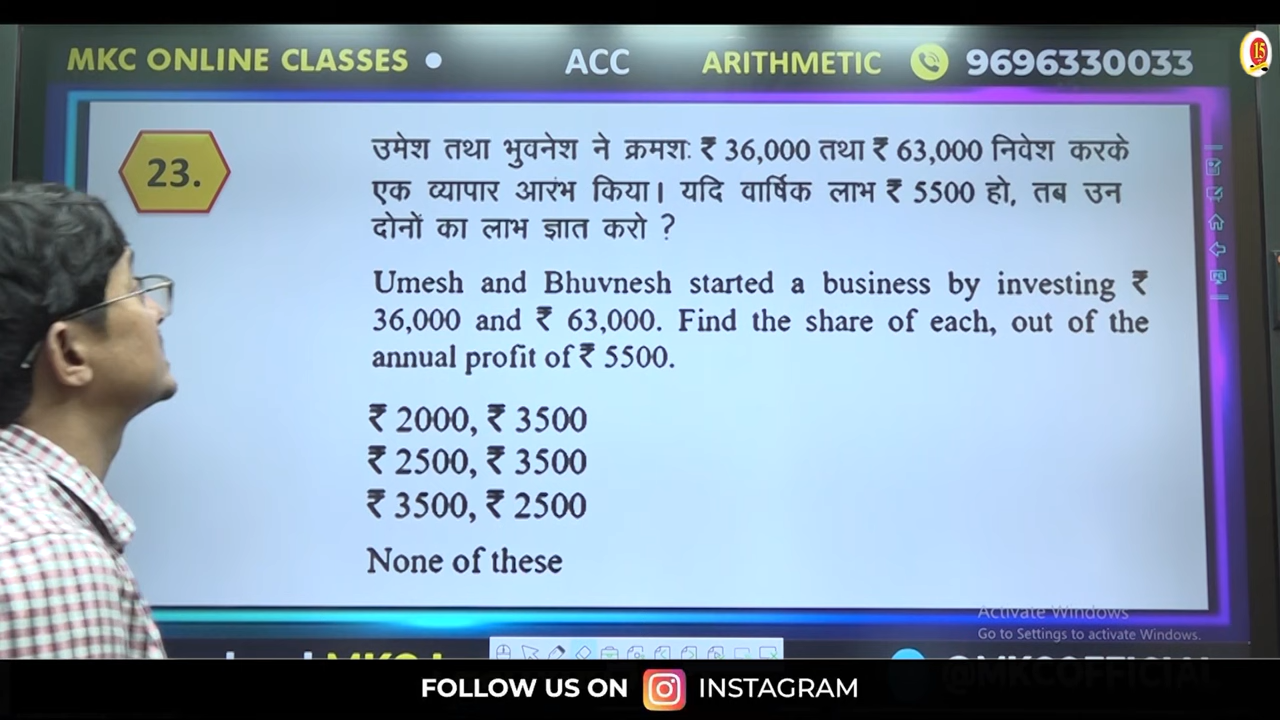 MKC ONLINE CLASSES • ACC ARITHMETIC 9696330033
15
23.
उमेश तथा भुवनेश ने क्रमशः ₹ 36,000 तथा ₹ 63,000 निवेश करके
एक व्यापार आरंभ किया। यदि वार्षिक लाभ ₹ 5500 हो, तब उन
दोनों का लाभ ज्ञात करो ?
Umesh and Bhuvnesh started a business by investing ₹
36,000 and ₹ 63,000. Find the share of each, out of the
annual profit of ₹ 5500.
₹ 2000, ₹ 3500
₹ 2500, ₹ 3500
₹ 3500, ₹ 2500
None of these
Activate Windows
Go to Settings to activate Windows.
@MKCOFFICIAL
FOLLOW US ON INSTAGRAM